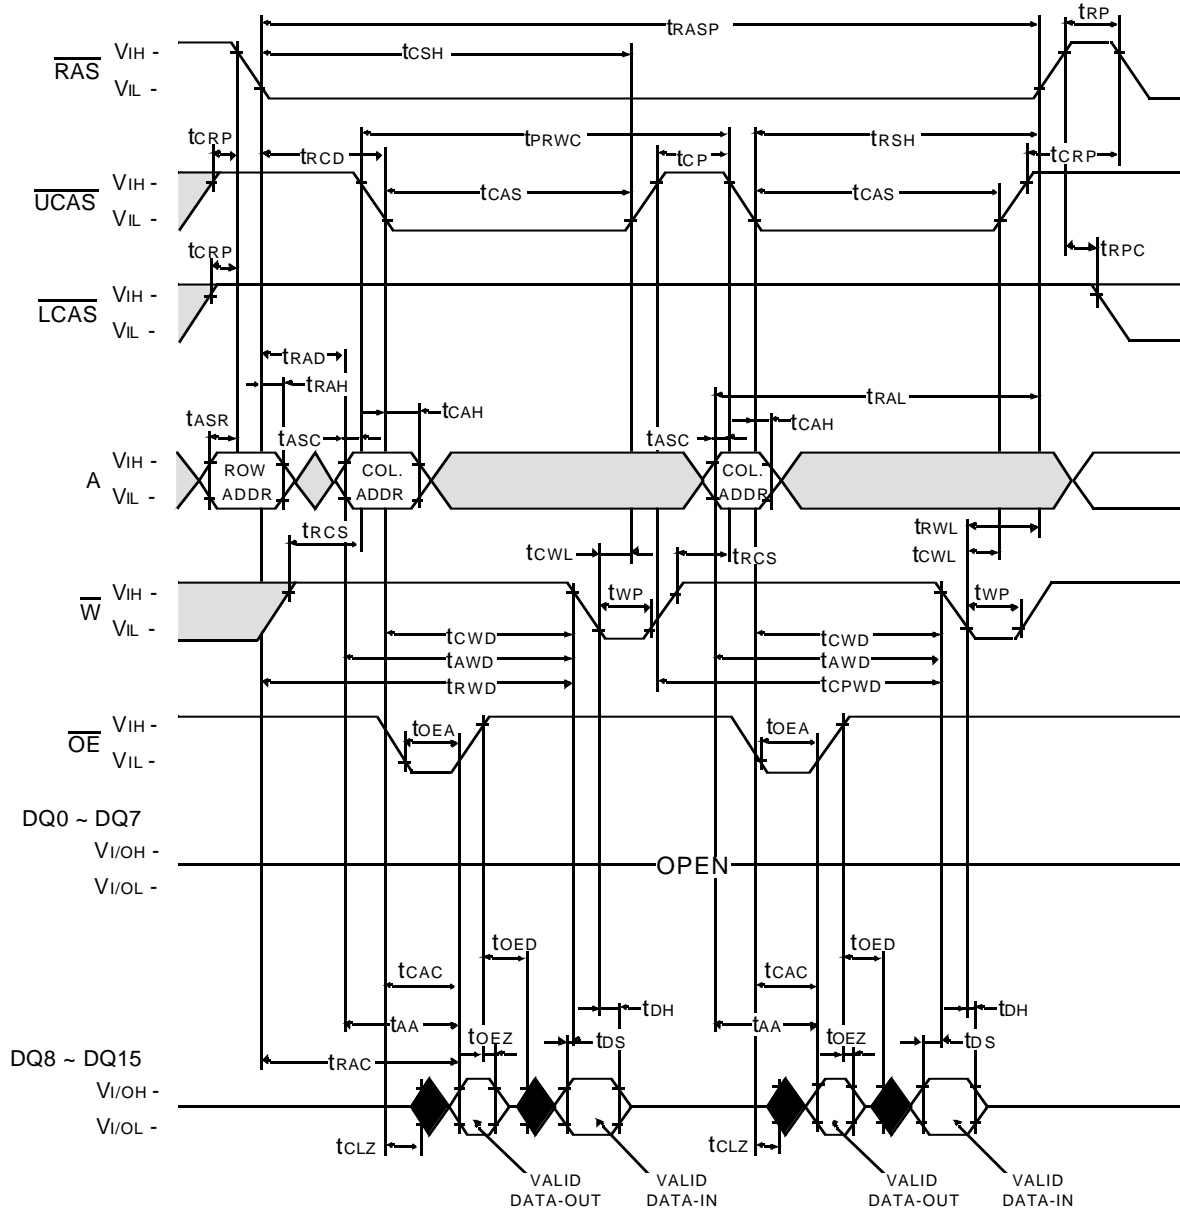 tRASP tRP
tCSH
RAS VIH -
VIL -
tCRP tRCD tPRWC tCP tRSH tCRP
UCAS VIH -
VIL -
tCAS tCAS
tCRP tRPC
LCAS VIH -
VIL -
tRAD
tRAH
tASR tASC tCAH tASC tRAL tCAH
A VIH -
VIL -
ROW
ADDR
COL.
ADDR
COL.
ADDR
tRCS tCWL tRCS tRWL
tCWL
W VIH -
VIL -
tWP tWP
tCWD tCWD
tAWD tAWD
tRWD tCPWD
OE VIH -
VIL -
tOEA tOEA
DQ0 ~ DQ7
VI/OH -
VI/OL -
OPEN
tOED tOED
tCAC tCAC
tDH tDH
tAA tAA
tOEZ tDS tOEZ tDS
tRAC
DQ8 ~ DQ15
VI/OH -
VI/OL -
tCLZ tCLZ
VALID
DATA-OUT
VALID
DATA-IN
VALID
DATA-OUT
VALID
DATA-IN